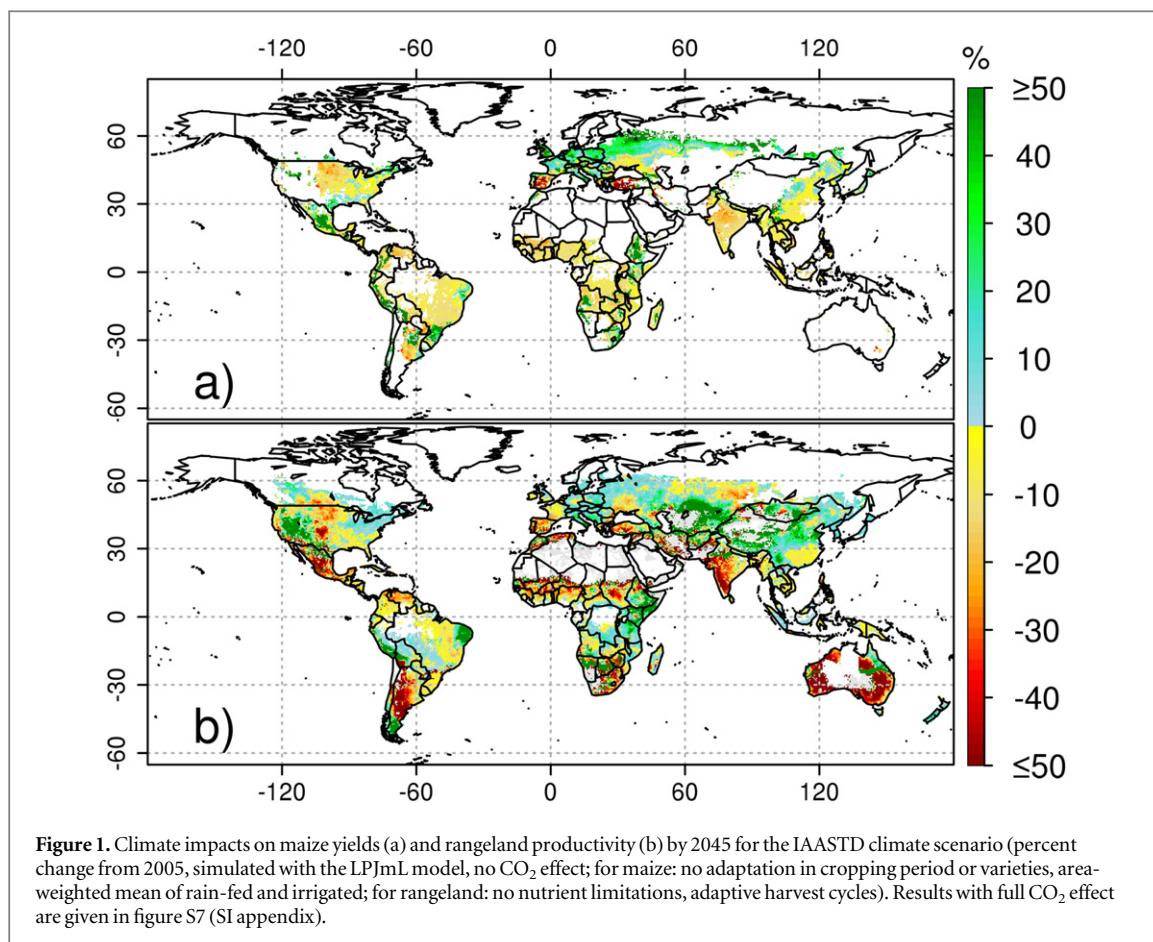 -120 -60 0 60 120
%
60
30
0
-30
-60
a)
≥50
40
30
20
10
0
-10
-20
-30
-40
≤50
60
30
0
-30
-60
b)
-120 -60 0 60 120
Figure 1. Climate impacts on maize yields (a) and rangeland productivity (b) by 2045 for the IAASTD climate scenario (percent
change from 2005, simulated with the LPJmL model, no CO₂ effect; for maize: no adaptation in cropping period or varieties, area-
weighted mean of rain-fed and irrigated; for rangeland: no nutrient limitations, adaptive harvest cycles). Results with full CO₂ effect
are given in figure S7 (SI appendix).